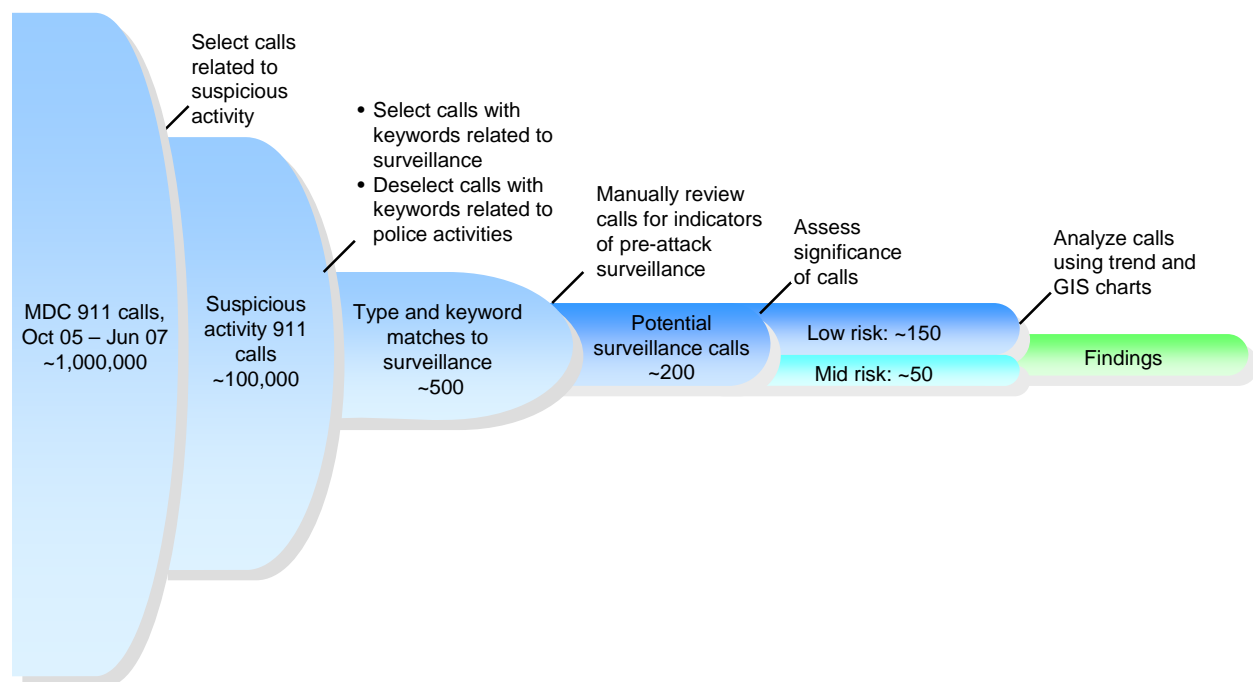 Select calls
related to
suspicious
activity
• Select calls with
keywords related to
surveillance
• Deselect calls with
keywords related to
police activities
Manually review
calls for indicators
of pre-attack
surveillance
Assess
significance
of calls
Analyze calls
using trend and
GIS charts
MDC 911 calls,
Oct 05 – Jun 07
~1,000,000
Suspicious
activity 911
calls
~100,000
Type and keyword
matches to
surveillance
~500
Potential
surveillance calls
~200
Low risk: ~150
Mid risk: ~50
Findings